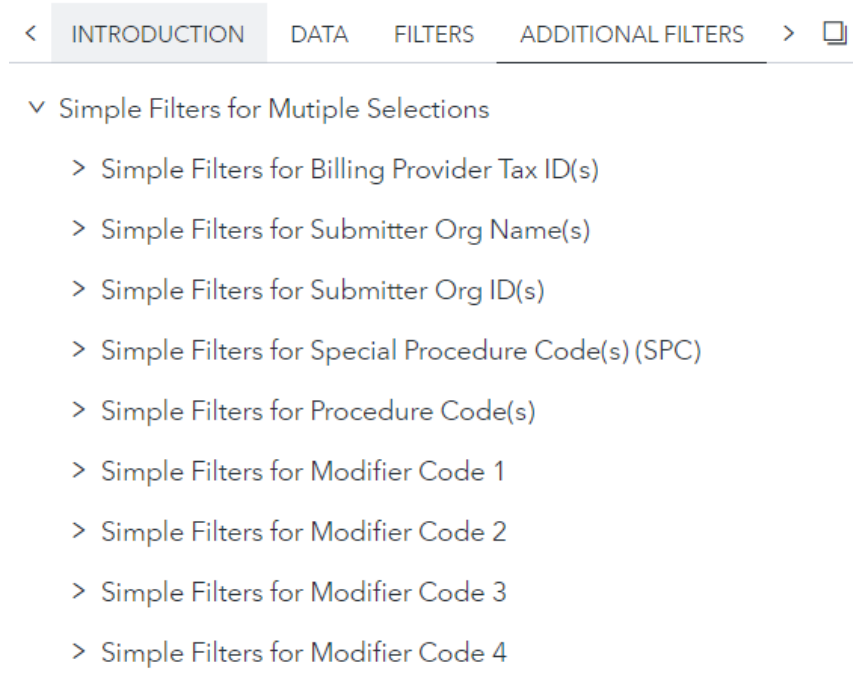 INTRODUCTION DATA FILTERS ADDITIONAL FILTERS
Simple Filters for Mutiple Selections
Simple Filters for Billing Provider Tax ID(s)
Simple Filters for Submitter Org Name(s)
Simple Filters for Submitter Org ID(s)
Simple Filters for Special Procedure Code(s) (SPC)
Simple Filters for Procedure Code(s)
Simple Filters for Modifier Code 1
Simple Filters for Modifier Code 2
Simple Filters for Modifier Code 3
Simple Filters for Modifier Code 4